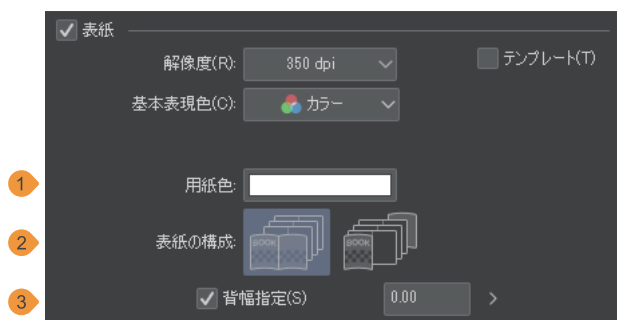 表紙
解像度(R): 350 dpi テンプレート(T)
基本表現色(C): カラー
1 用紙色:
2 表紙の構成: BOOK BOOK
3 背幅指定(S) 0.00